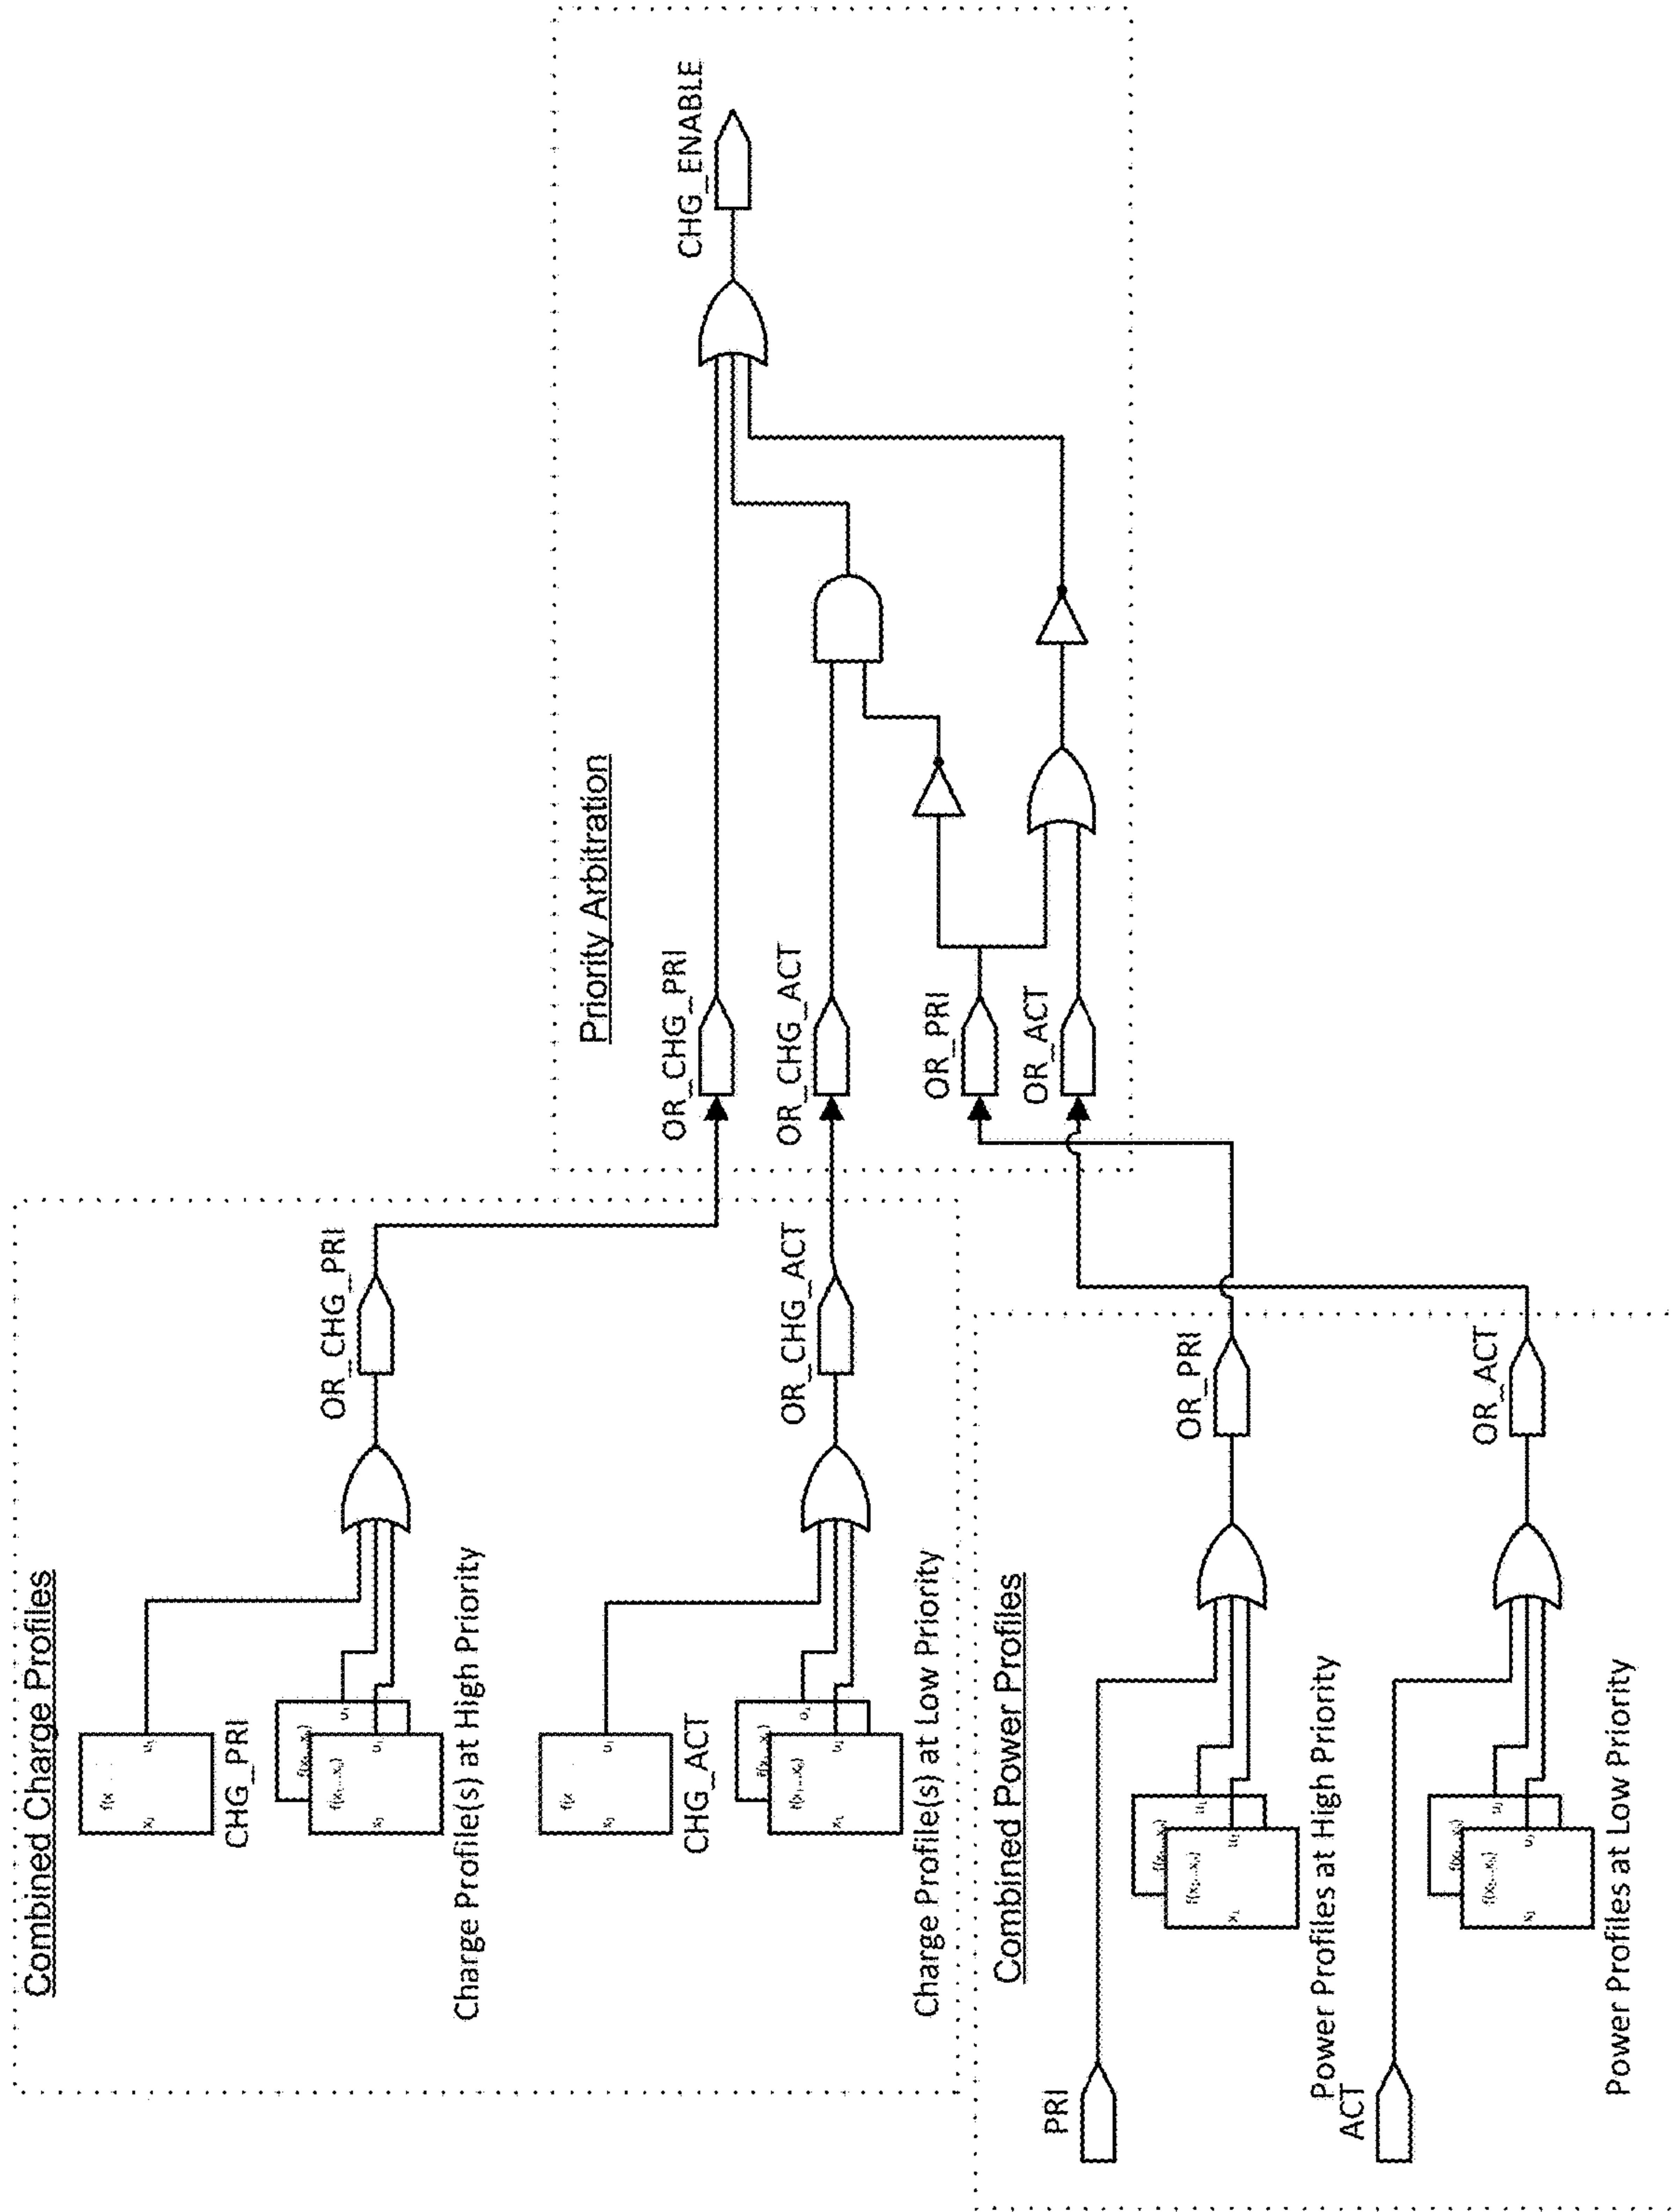 Combined Charge Profiles
CHG_PRI
OR_CHG_PRI
Charge Profile(s) at High Priority
CHG_ACT
OR_CHG_ACT
Charge Profile(s) at Low Priority
Combined Power Profiles
PRI
OR_PRI
Power Profiles at High Priority
ACT
OR_ACT
Power Profiles at Low Priority
Priority Arbitration
OR_CHG_PRI
OR_CHG_ACT
OR_PRI
OR_ACT
CHG_ENABLE